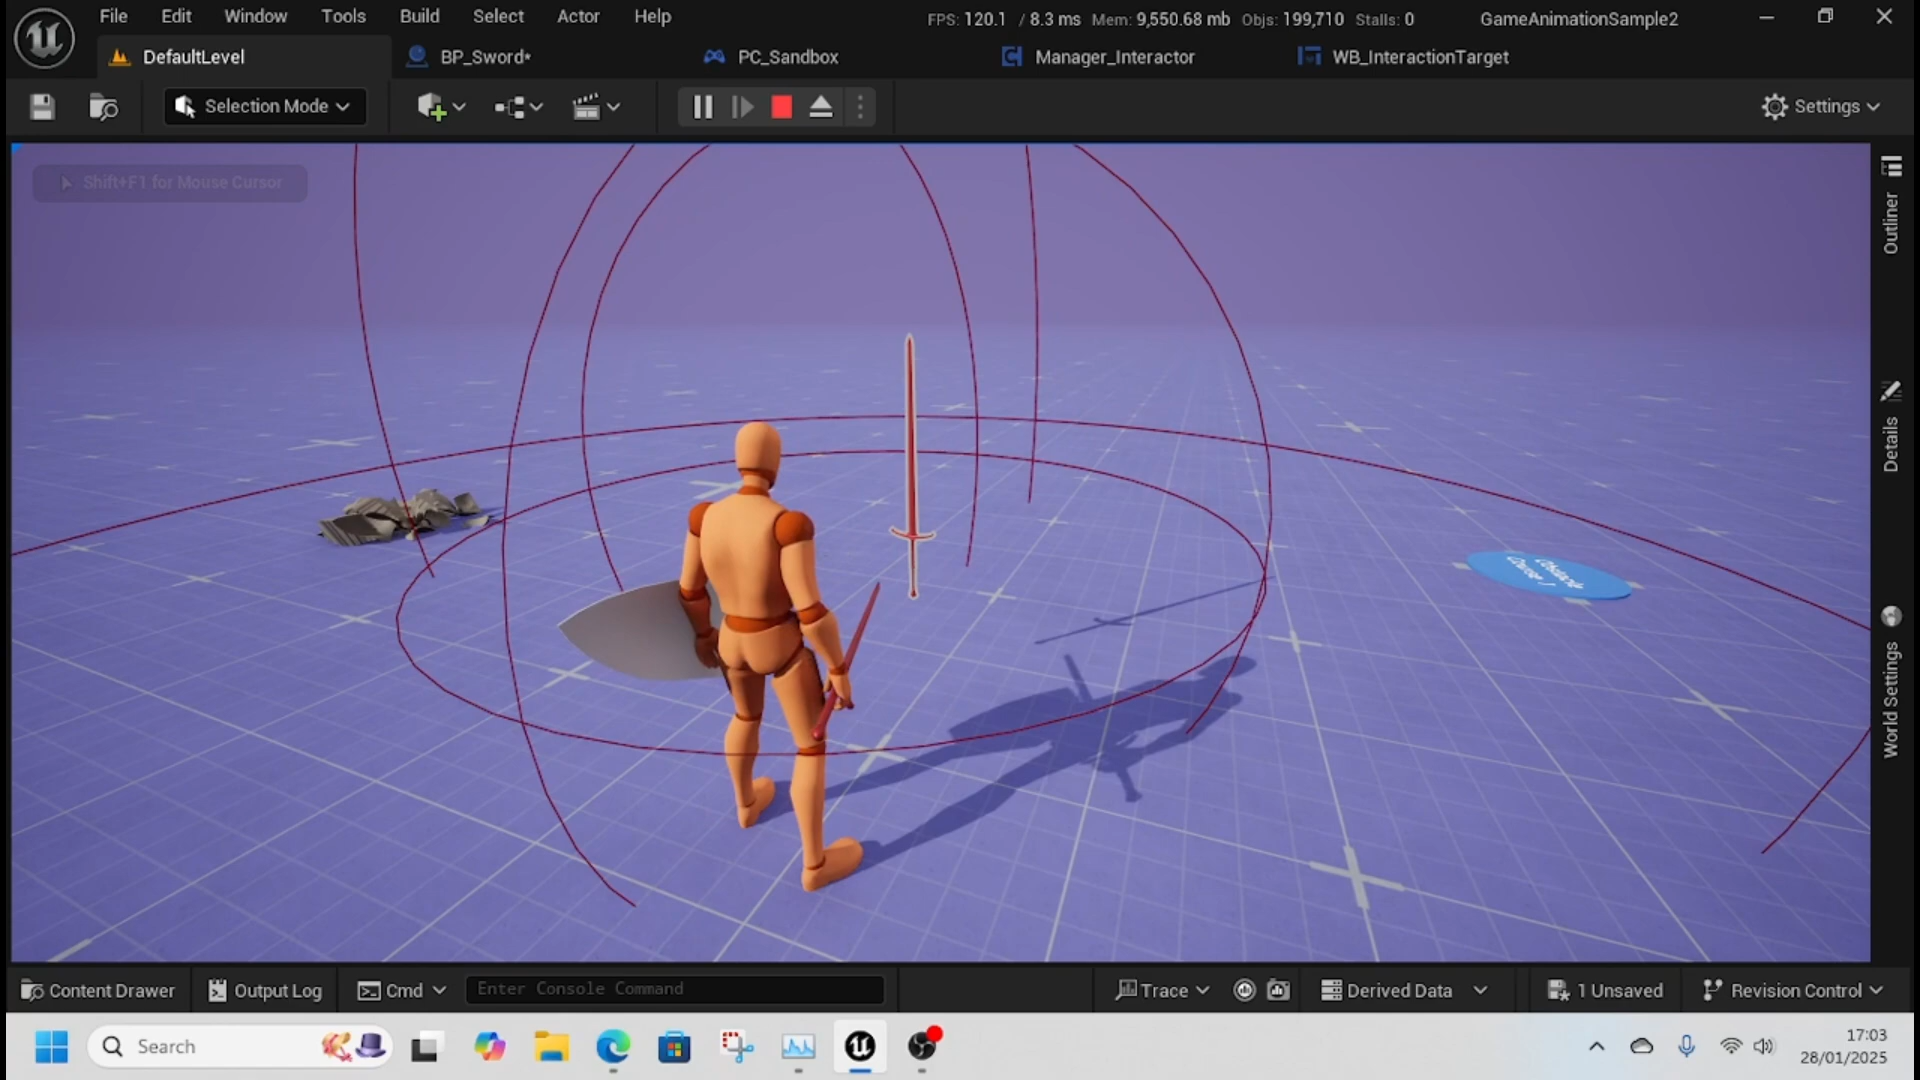 File Edit Window Tools Build Select Actor Help
FPS: 120.1 / 8.3 ms Mem: 9,550.68 mb Objs: 199,710 Stalls: 0
GameAnimationSample2
DefaultLevel
BP_Sword*
PC_Sandbox
Manager_Interactor
WB_InteractionTarget
Selection Mode
Settings
Shift+F1 for Mouse Cursor
Outliner
Details
World Settings
Content Drawer
Output Log
Cmd
Enter Console Command
Trace
Derived Data
1 Unsaved
Revision Control
Search
17:03
28/01/2025